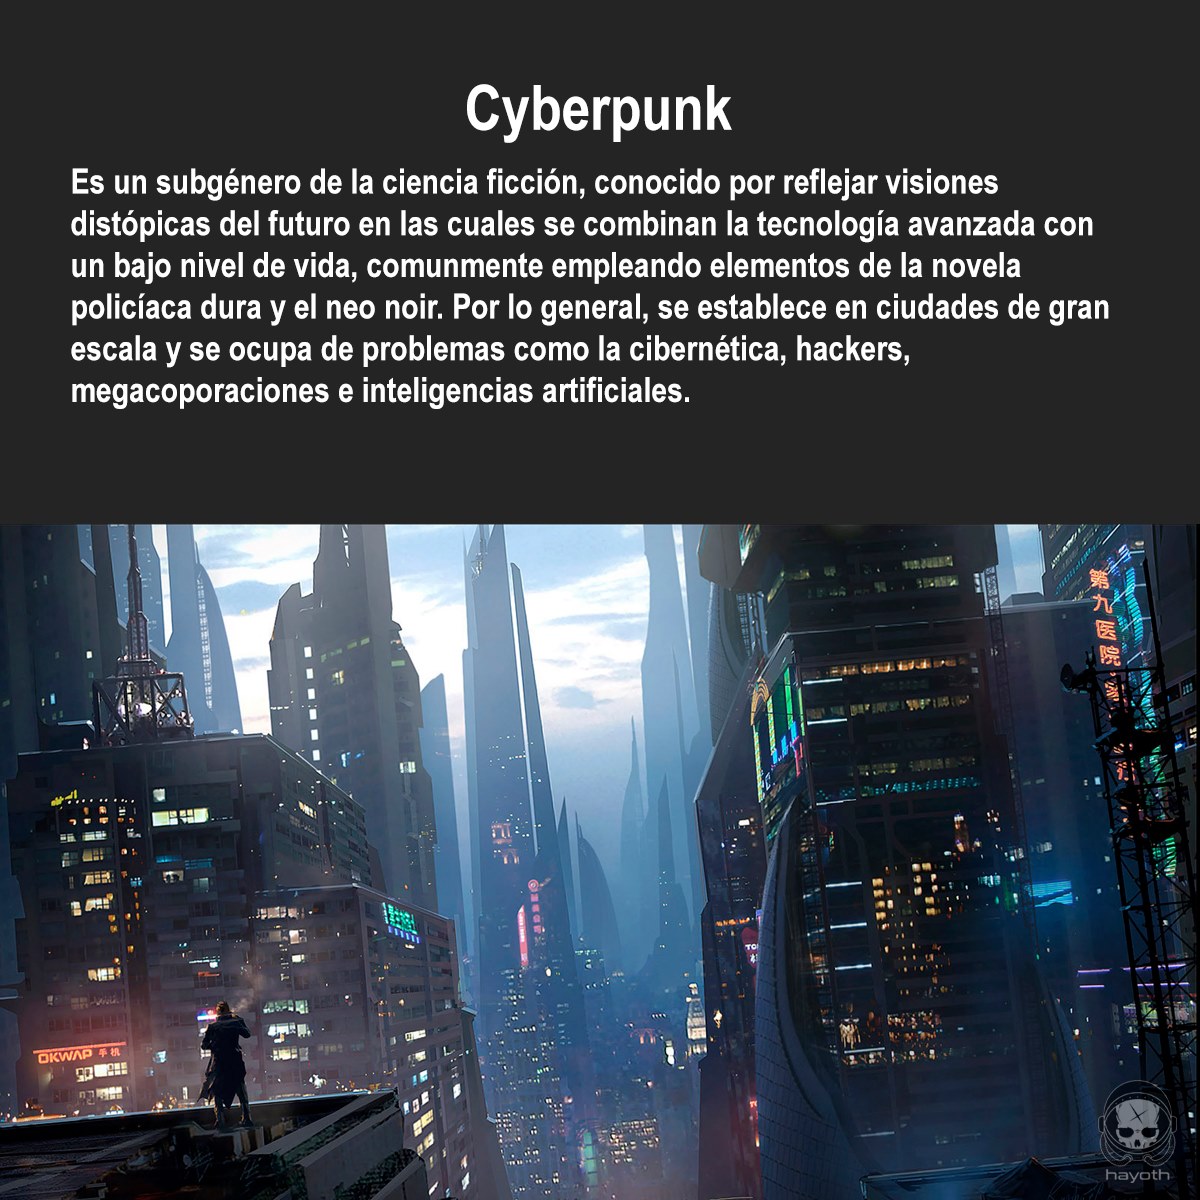 Cyberpunk
Es un subgénero de la ciencia ficción, conocido por reflejar visiones
distópicas del futuro en las cuales se combinan la tecnología avanzada con
un bajo nivel de vida, comunmente empleando elementos de la novela
policíaca dura y el neo noir. Por lo general, se establece en ciudades de gran
escala y se ocupa de problemas como la cibernética, hackers,
megacoporaciones e inteligencias artificiales.
第九医院
OKWAP 手机
hayoth